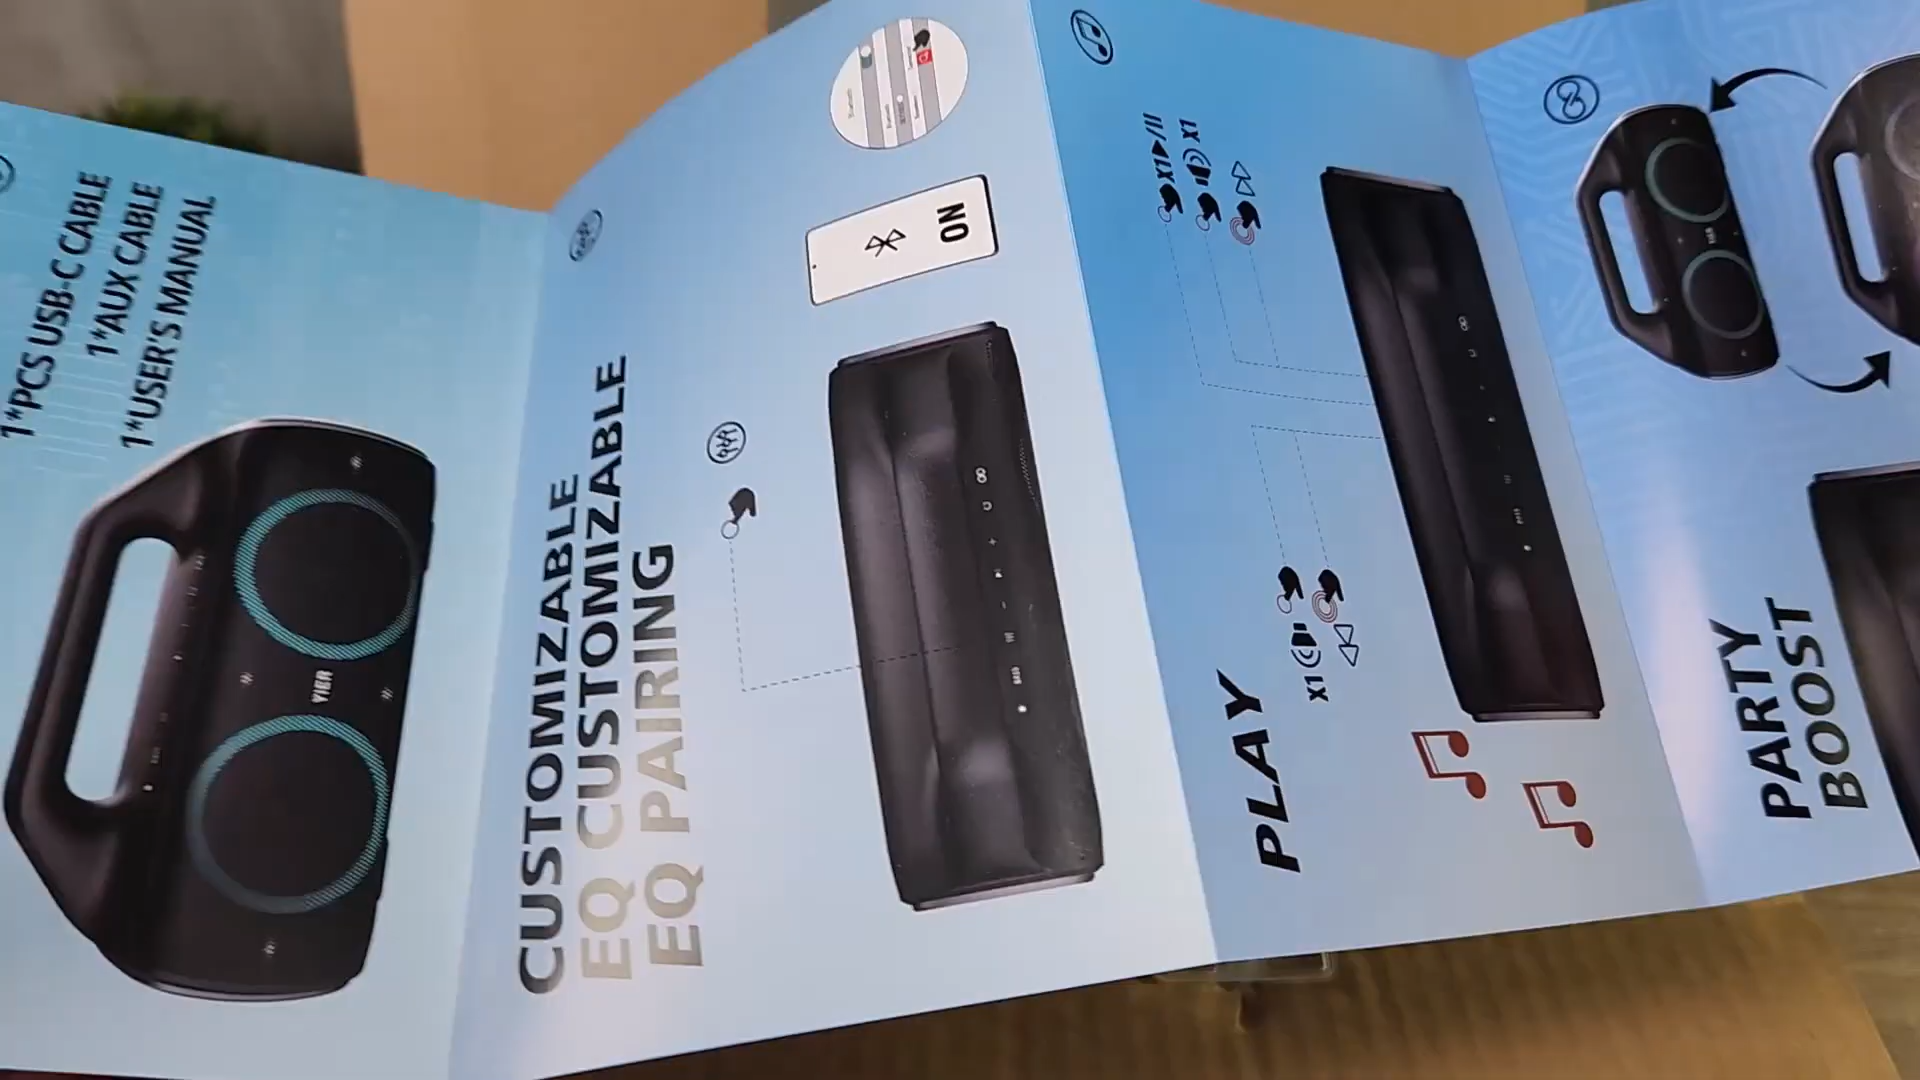 1*PCS USB-C CABLE
1*AUX CABLE
1*USER'S MANUAL
CUSTOMIZABLE
EQ CUSTOMIZABLE
EQ PAIRING
ON
PLAY
X1
X1
X1
PARTY
BOOST